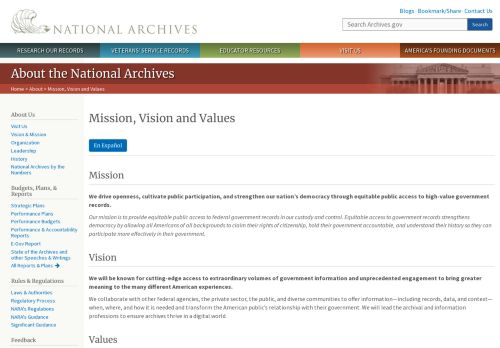 Blogs · Bookmark/Share · Contact Us
NATIONAL ARCHIVES
Search Archives.gov
Search
RESEARCH OUR RECORDS
VETERANS' SERVICE RECORDS
EDUCATOR RESOURCES
VISIT US
AMERICA'S FOUNDING DOCUMENTS
About the National Archives
Home > About > Mission, Vision and Values
About Us
Visit Us
Vision & Mission
Organization
Leadership
History
National Archives by the
Numbers
Budgets, Plans, &
Reports
Strategic Plans
Performance Plans
Performance Budgets
Performance & Accountability
Reports
E-Gov Report
State of the Archives and
other Speeches & Writings
All Reports & Plans
Rules & Regulations
Laws & Authorities
Regulatory Process
NARA's Regulations
NARA's Guidance
Significant Guidance
Feedback
Mission, Vision and Values
En Español
Mission
We drive openness, cultivate public participation, and strengthen our nation's democracy through equitable public access to high-value government
records.
Our mission is to provide equitable public access to federal government records in our custody and control. Equitable access to government records strengthens
democracy by allowing all Americans of all backgrounds to claim their rights of citizenship, hold their government accountable, and understand their history so they can
participate more effectively in their government.
Vision
We will be known for cutting-edge access to extraordinary volumes of government information and unprecedented engagement to bring greater
meaning to the many different American experiences.
We collaborate with other federal agencies, the private sector, the public, and diverse communities to offer information—including records, data, and context—
when, where, and how it is needed and transform the American public's relationship with their government. We will lead the archival and information
professions to ensure archives thrive in a digital world.
Values